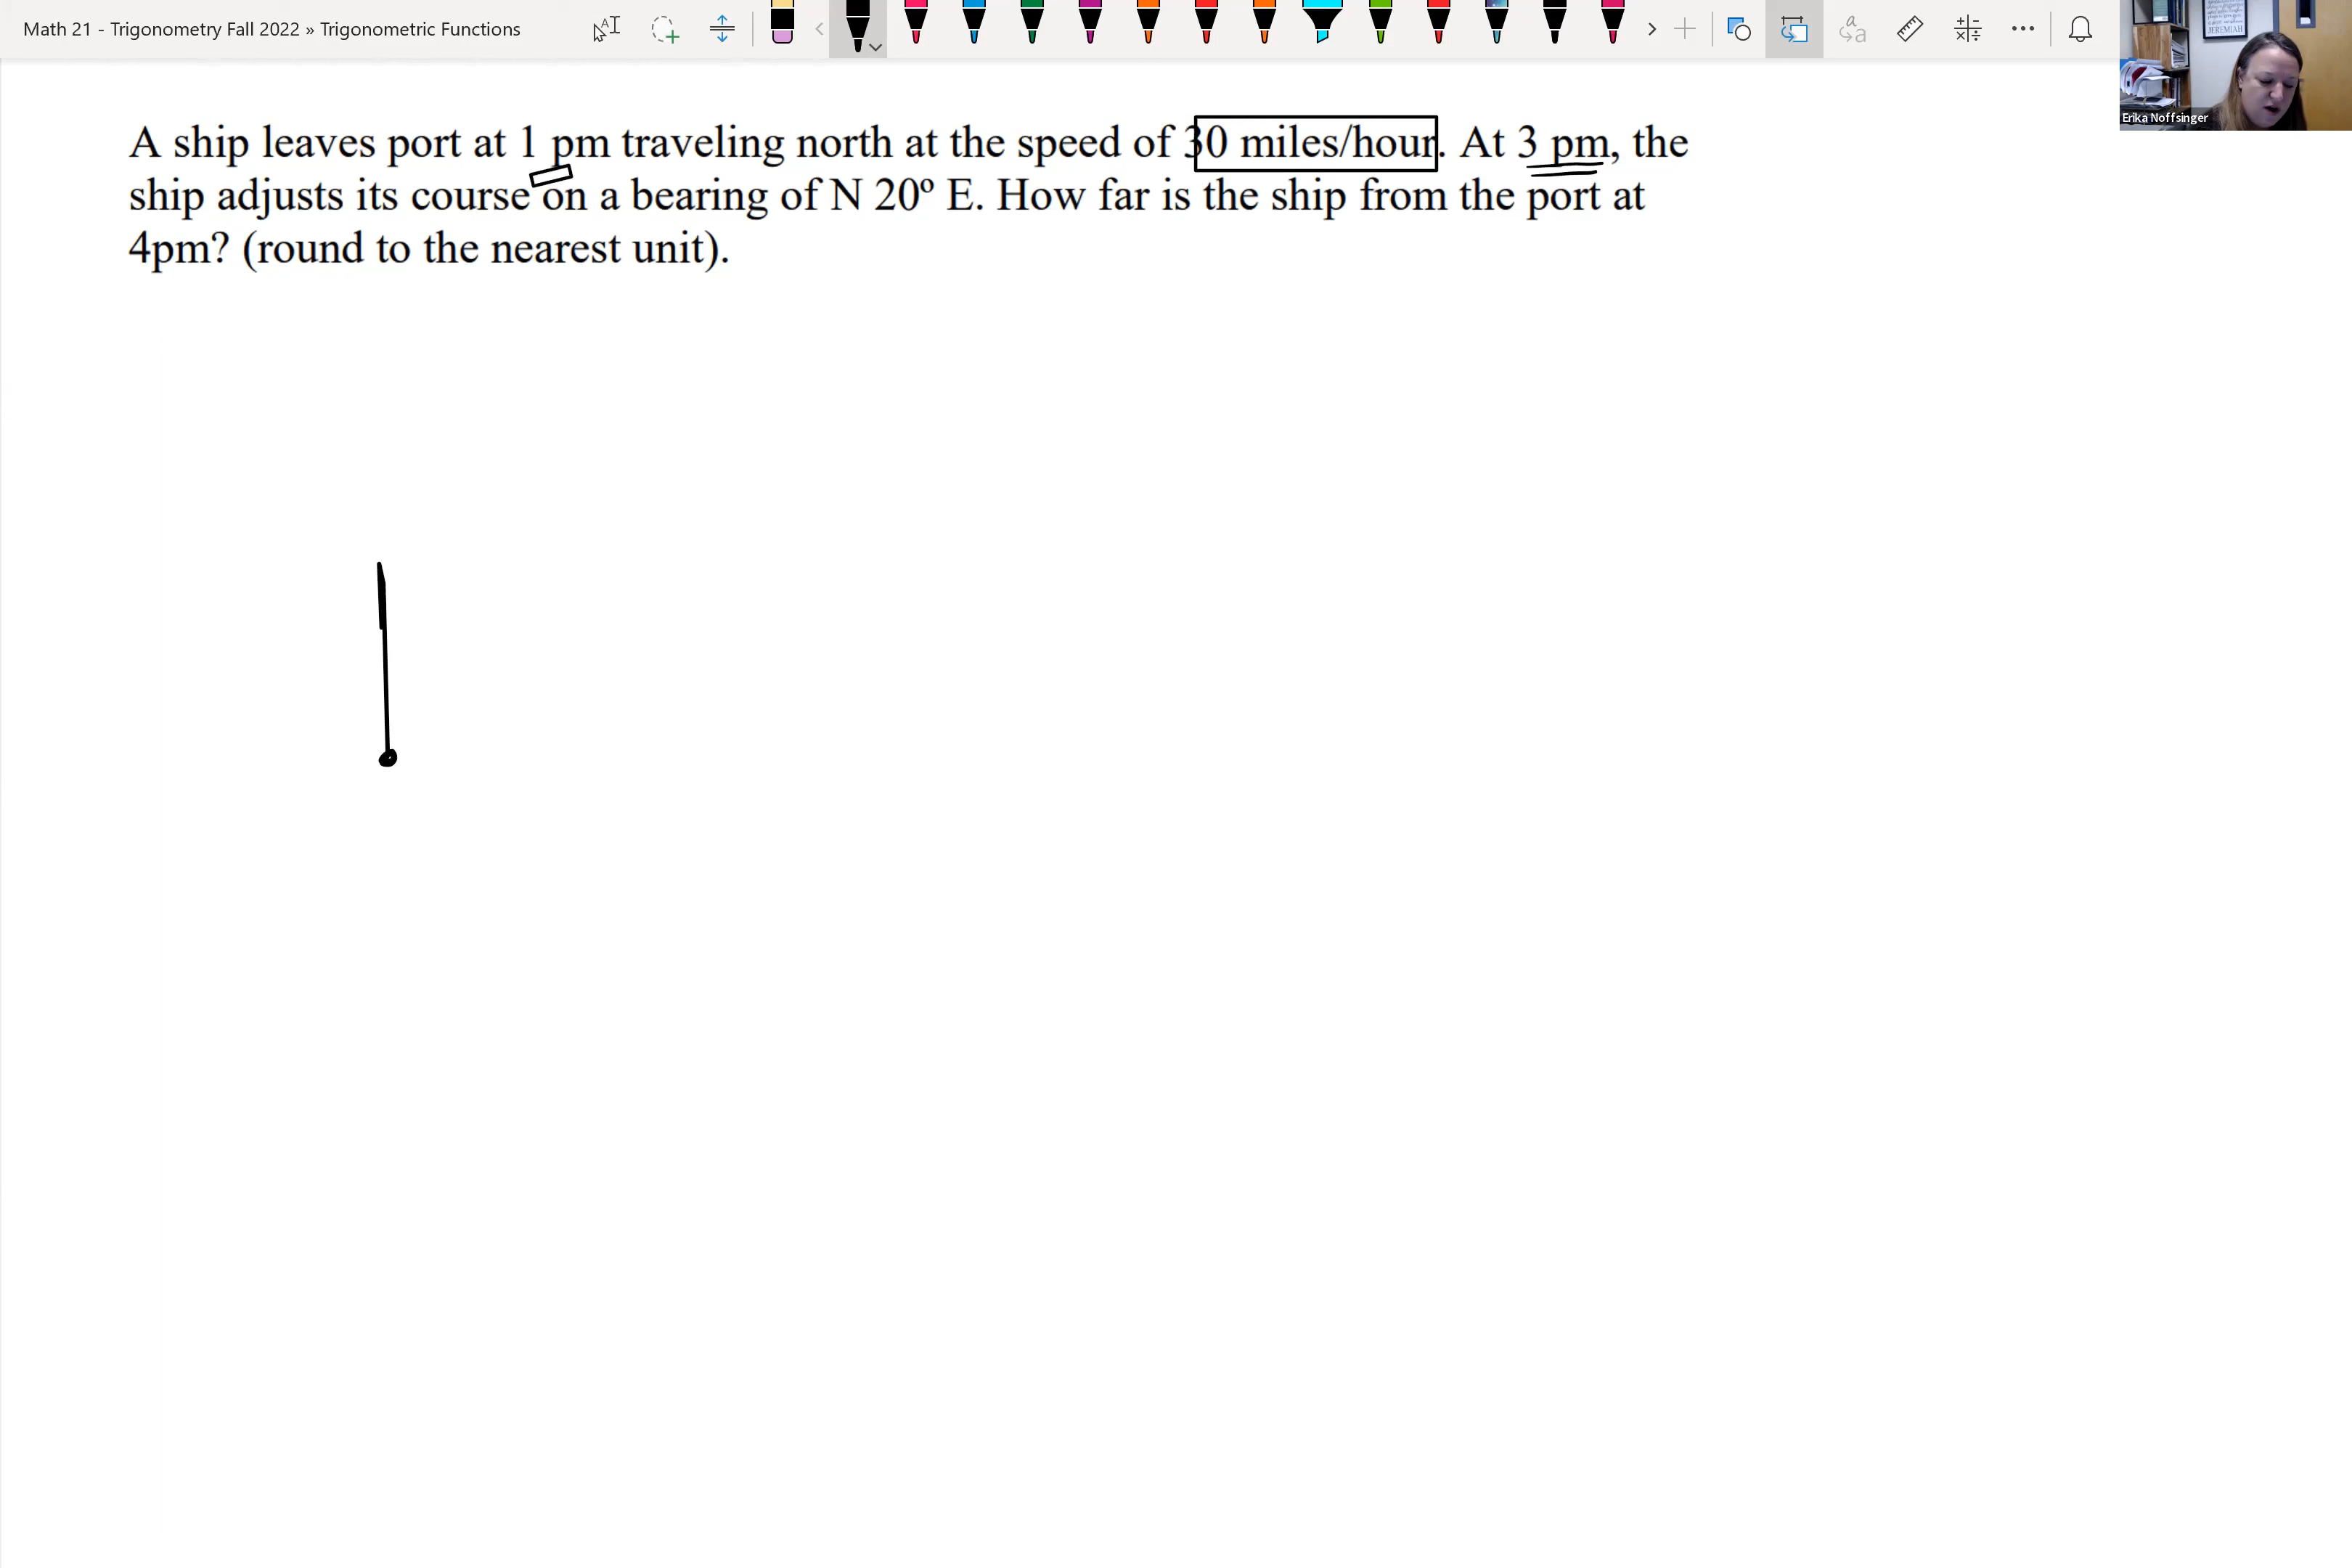 Math 21 - Trigonometry Fall 2022 » Trigonometric Functions
JEREMIAH
Erika Noffsinger
A ship leaves port at 1 pm traveling north at the speed of 30 miles/hour. At 3 pm, the
ship adjusts its course on a bearing of N 20º E. How far is the ship from the port at
4pm? (round to the nearest unit).